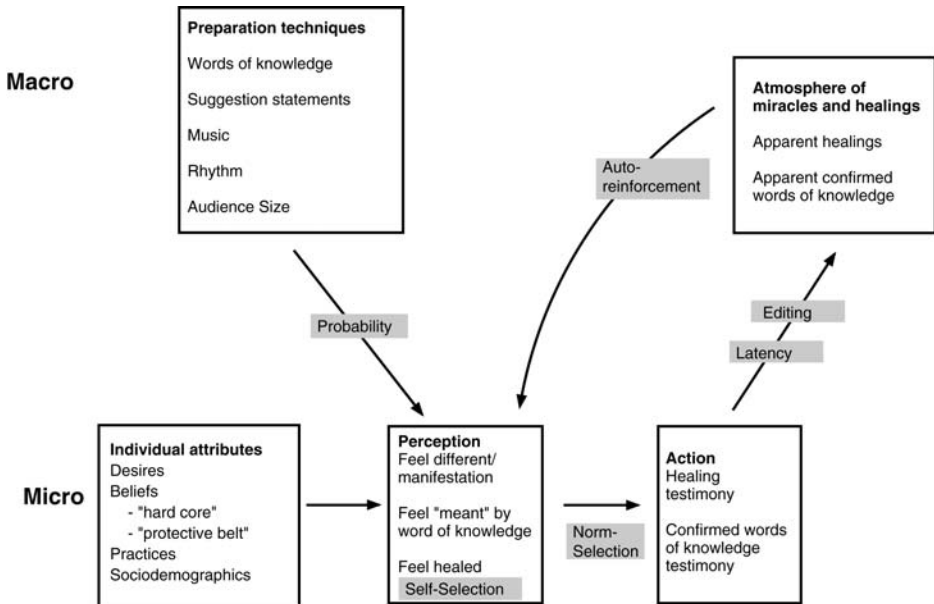 Macro
Preparation techniques
Words of knowledge
Suggestion statements
Music
Rhythm
Audience Size
Atmosphere of
miracles and healings
Apparent healings
Apparent confirmed
words of knowledge
Auto-
reinforcement
Probability
Editing
Latency
Micro
Individual attributes
Desires
Beliefs
- "hard core"
- "protective belt"
Practices
Sociodemographics
Perception
Feel different/
manifestation
Feel "meant" by
word of knowledge
Feel healed
Self-Selection
Norm-
Selection
Action
Healing
testimony
Confirmed words
of knowledge
testimony